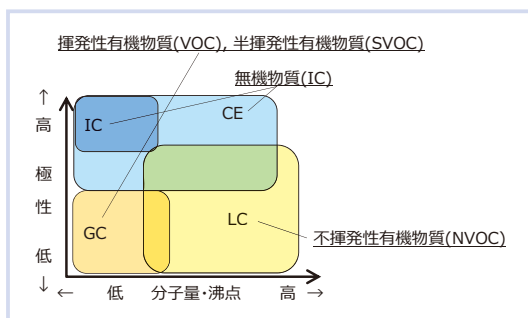 揮発性有機物質(VOC), 半揮発性有機物質(SVOC)
無機物質(IC)
↑
高
極
性
低
↓
IC
CE
GC
LC
不揮発性有機物質(NVOC)
← 低 分子量・沸点 高 →